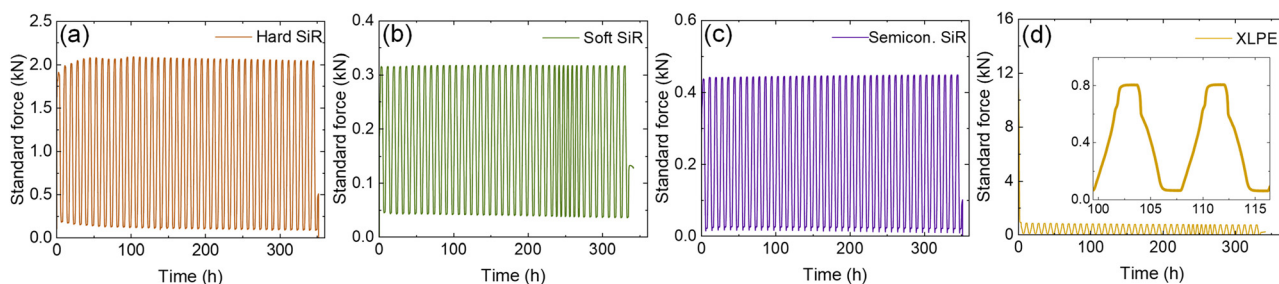 (a)
Hard SiR
Standard force (kN)
2.5
2.0
1.5
1.0
0.5
0.0
0 100 200 300
Time (h)
(b)
Soft SiR
Standard force (kN)
0.4
0.3
0.2
0.1
0.0
0 100 200 300
Time (h)
(c)
Semicon. SiR
Standard force (kN)
0.6
0.4
0.2
0.0
0 100 200 300
Time (h)
(d)
XLPE
Standard force (kN)
16
12
8
4
0
0 100 200 300
Time (h)
0.8
0.4
0.0
100 105 110 115